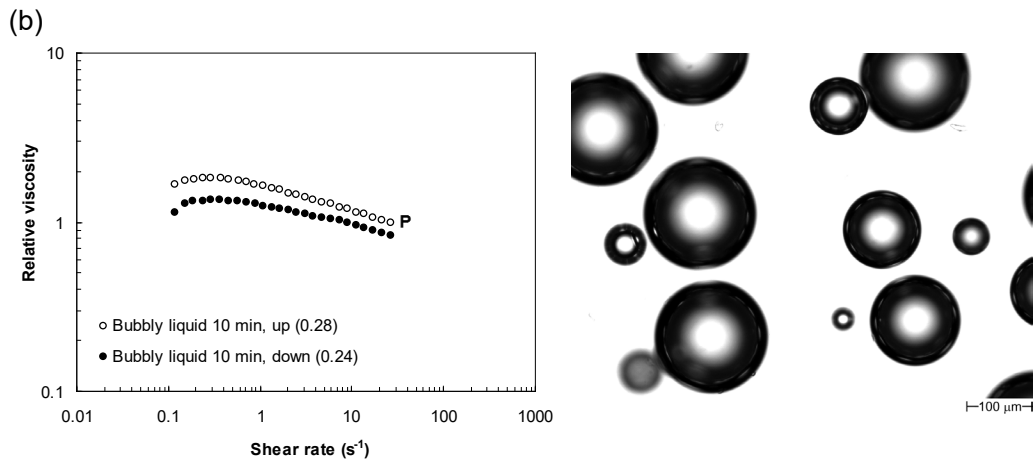 (b)
10
1
0.1
Relative viscosity
P
Bubbly liquid 10 min, up (0.28)
Bubbly liquid 10 min, down (0.24)
0.01 0.1 1 10 100 1000
Shear rate (s-1)
100 μm